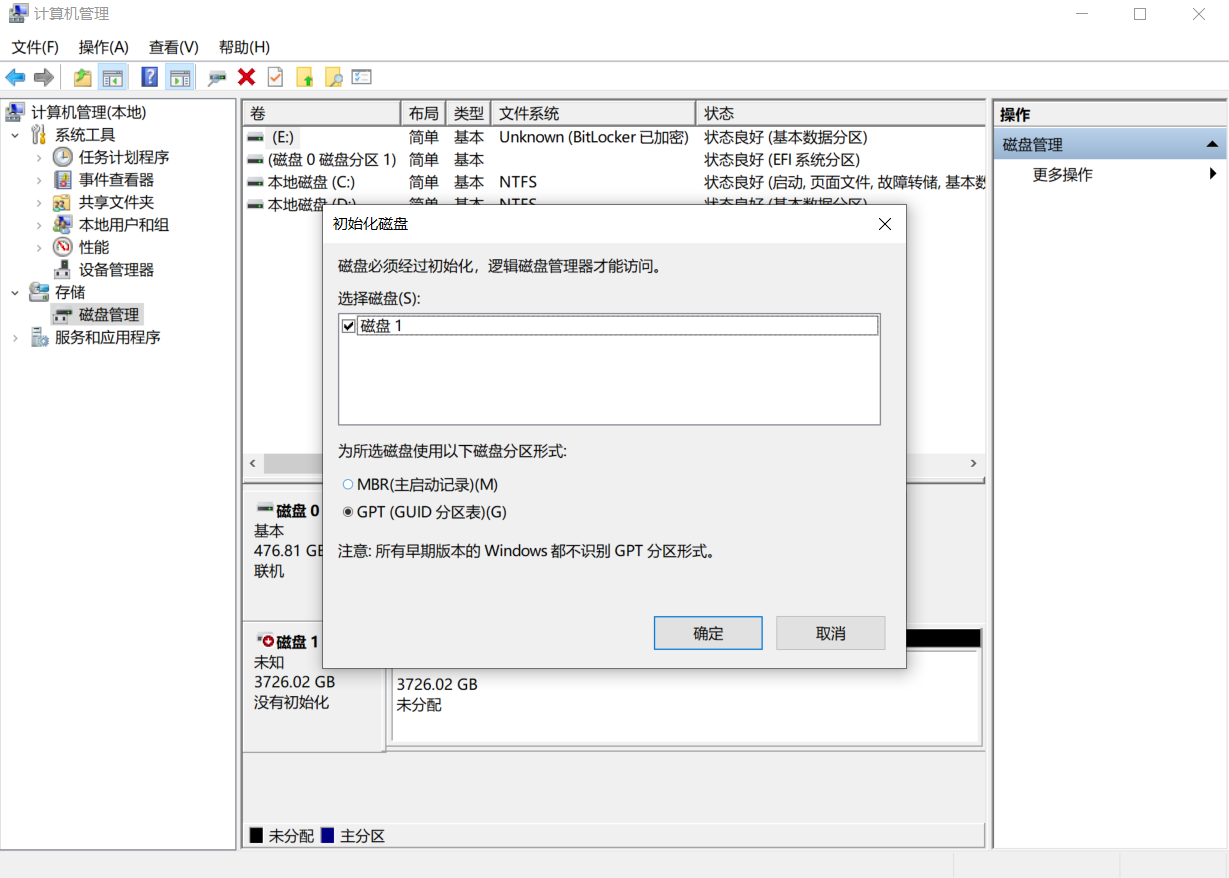 计算机管理
文件(F) 操作(A) 查看(V) 帮助(H)
计算机管理(本地)
系统工具
任务计划程序
事件查看器
共享文件夹
本地用户和组
性能
设备管理器
存储
磁盘管理
服务和应用程序
卷 布局 类型 文件系统 状态
(E:) 简单 基本 Unknown (BitLocker 已加密) 状态良好 (基本数据分区)
(磁盘 0 磁盘分区 1) 简单 基本 状态良好 (EFI 系统分区)
本地磁盘 (C:) 简单 基本 NTFS 状态良好 (启动, 页面文件, 故障转储, 基本数
本地磁盘 (D:) 简单 基本 NTFS 状态良好 (基本数据分区)
初始化磁盘
磁盘必须经过初始化，逻辑磁盘管理器才能访问。
选择磁盘(S):
磁盘 1
为所选磁盘使用以下磁盘分区形式:
MBR(主启动记录)(M)
GPT (GUID 分区表)(G)
注意: 所有早期版本的 Windows 都不识别 GPT 分区形式。
确定 取消
磁盘 0
基本
476.81 GB
联机
磁盘 1
未知
3726.02 GB
没有初始化
3726.02 GB
未分配
未分配 主分区
操作
磁盘管理
更多操作